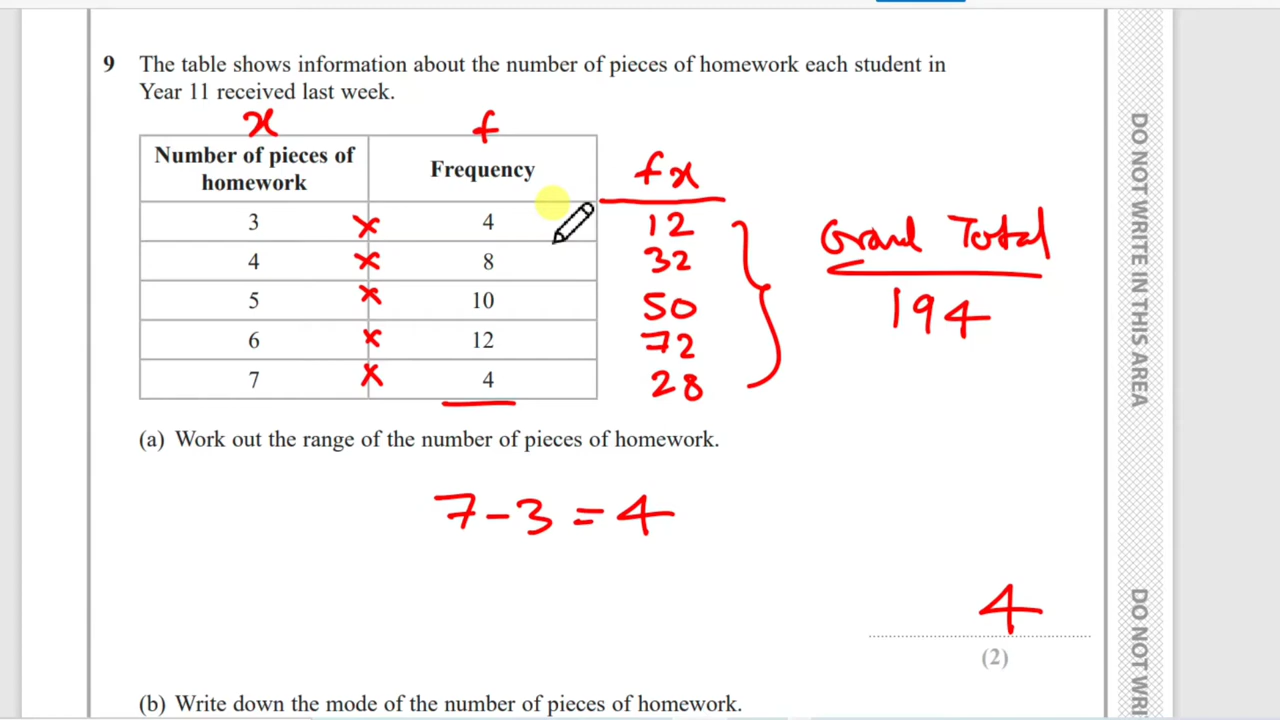 9 The table shows information about the number of pieces of homework each student in
Year 11 received last week.
x f
Number of pieces of homework Frequency fx
3 × 4 12
4 × 8 32
5 × 10 50
6 × 12 72
7 × 4 28
Grand Total
194
(a) Work out the range of the number of pieces of homework.
7 - 3 = 4
4
(2)
(b) Write down the mode of the number of pieces of homework.
DO NOT WRITE IN THIS AREA
DO NOT WRI